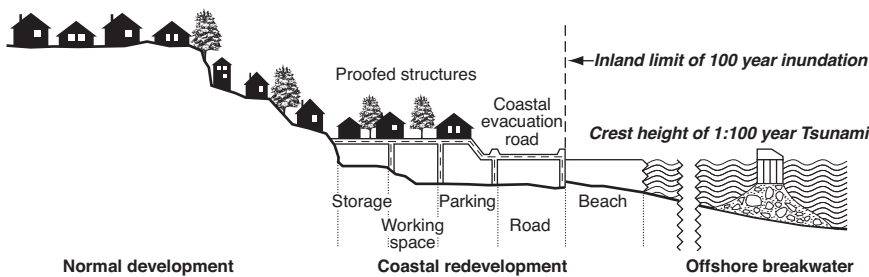 Proofed structures
Inland limit of 100 year inundation
Coastal
evacuation
road
Crest height of 1:100 year Tsunami
Storage
Parking
Beach
Working
space
Road
Normal development
Coastal redevelopment
Offshore breakwater